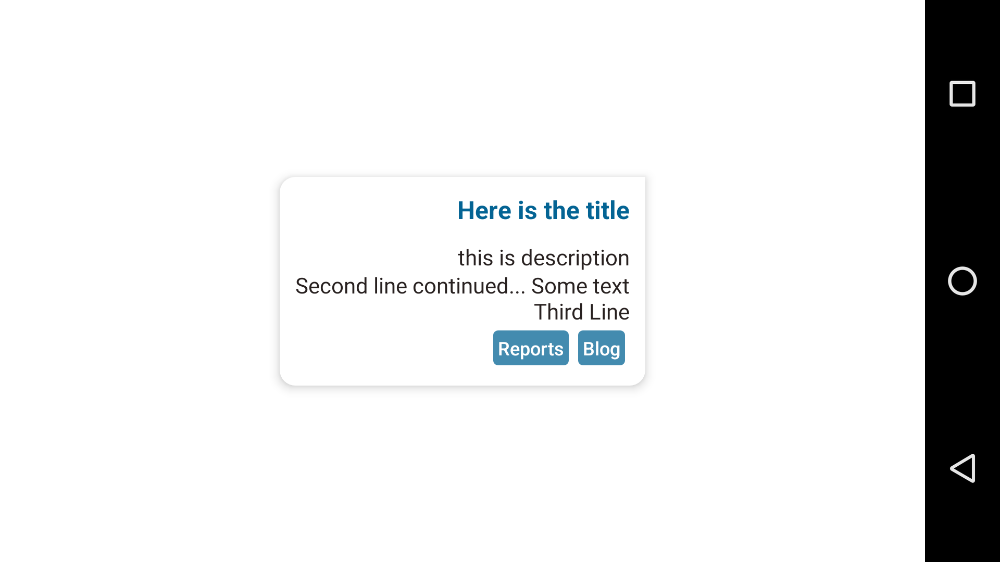 Here is the title
this is description
Second line continued... Some text
Third Line
Reports Blog